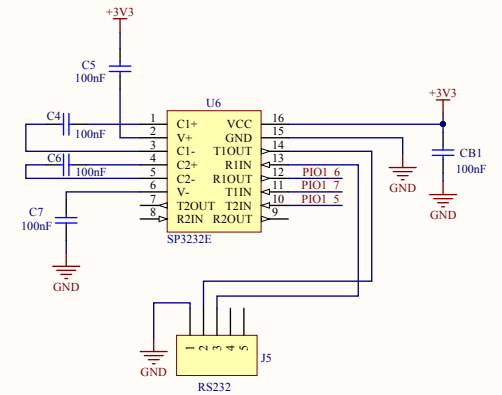 +3V3
C5
100nF
U6
+3V3
C4
100nF
1 C1+ VCC 16
2 V+ GND 15
3 C1- T1OUT 14
C6
100nF
4 C2+ R1IN 13
5 C2- R1OUT 12 PIO1_6
6 V- T1IN 11 PIO1_7
7 T2OUT T2IN 10 PIO1_5
8 R2IN R2OUT 9
SP3232E
CB1
100nF
GND
GND
C7
100nF
GND
1 2 3 4 5
J5
GND
RS232